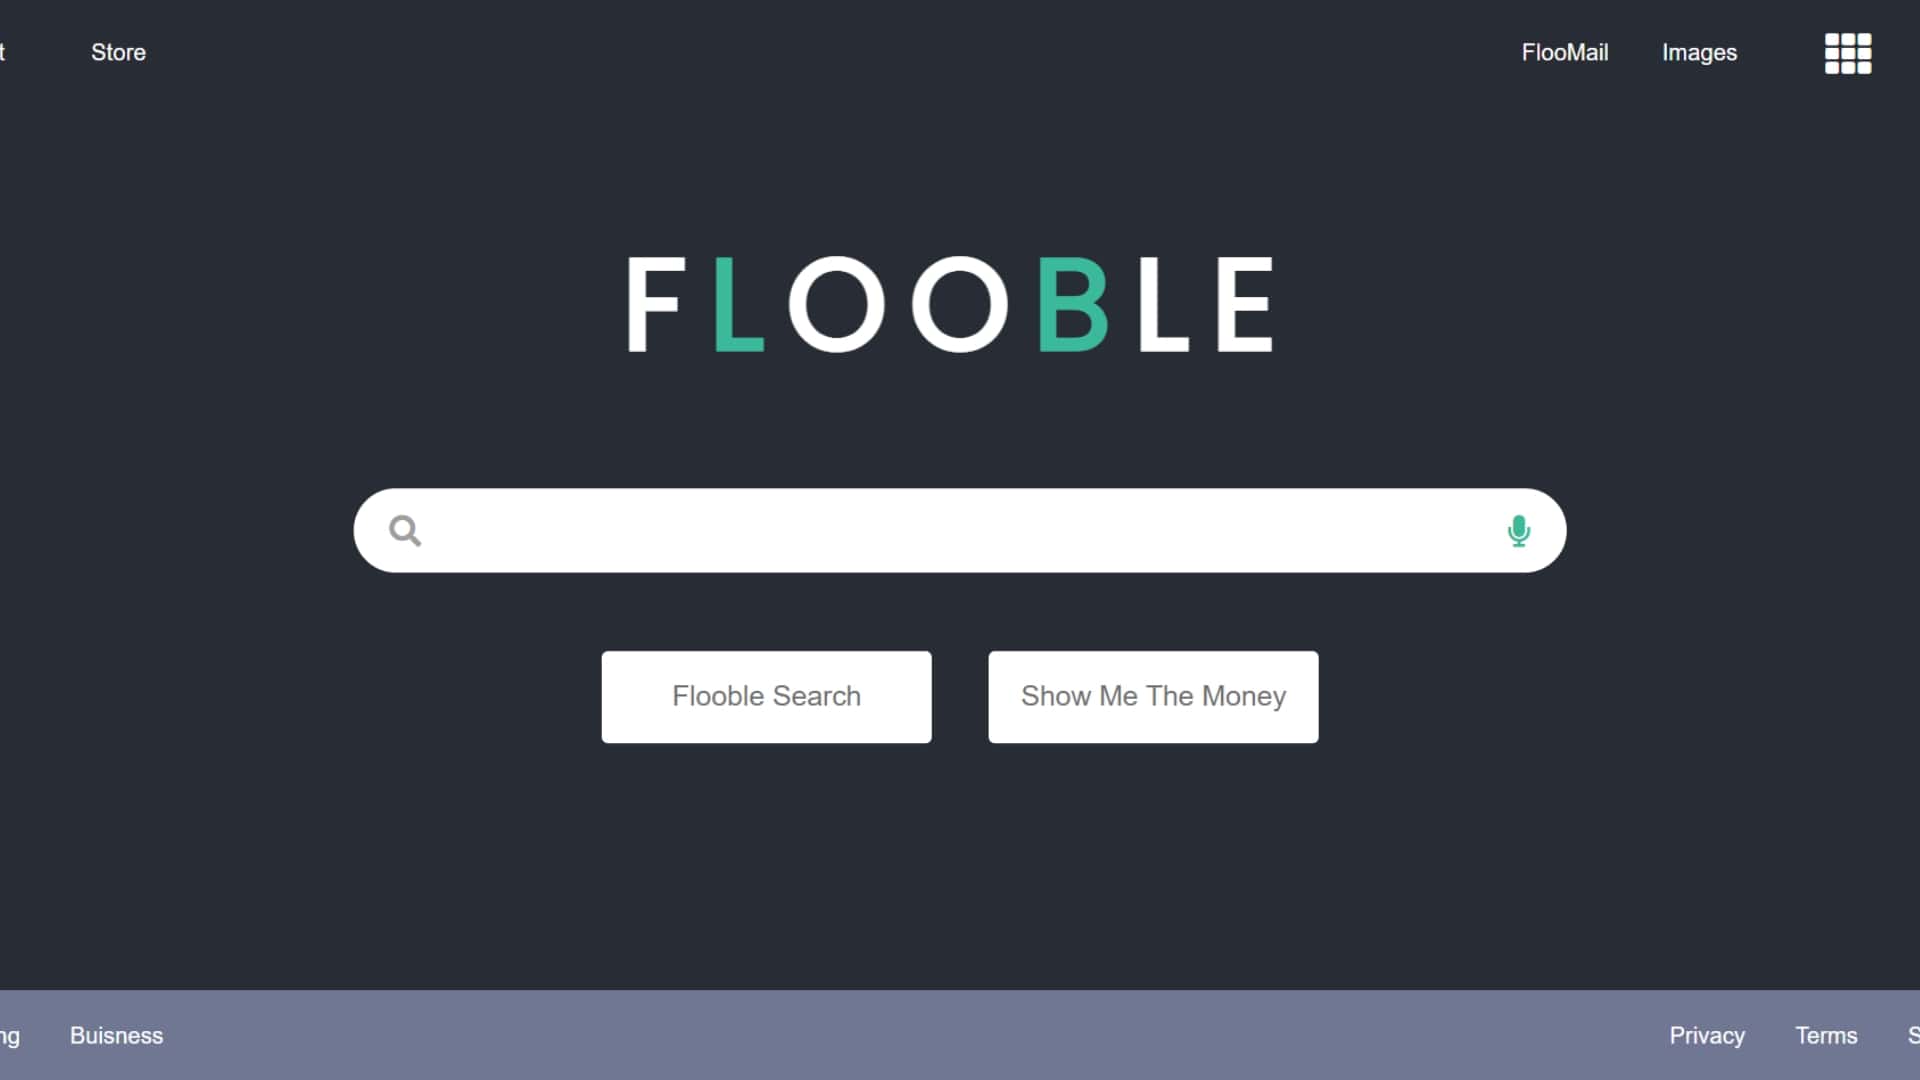 t Store FlooMail Images
FLOOBLE
Flooble Search Show Me The Money
ng Buisness Privacy Terms S